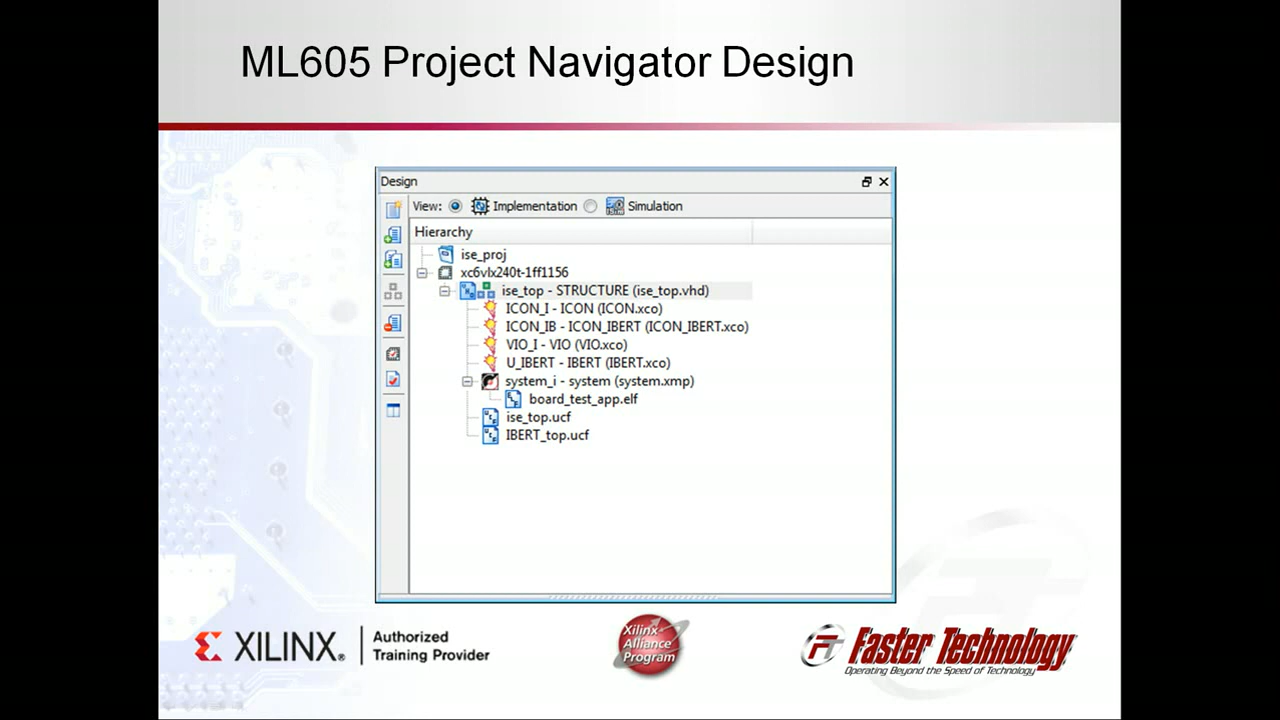 ML605 Project Navigator Design
Design
View: Implementation Simulation
Hierarchy
ise_proj
xc6vlx240t-1ff1156
ise_top - STRUCTURE (ise_top.vhd)
ICON_I - ICON (ICON.xco)
ICON_IB - ICON_IBERT (ICON_IBERT.xco)
VIO_I - VIO (VIO.xco)
U_IBERT - IBERT (IBERT.xco)
system_i - system (system.xmp)
board_test_app.elf
ise_top.ucf
IBERT_top.ucf
XILINX®
Authorized
Training Provider
Xilinx
Alliance
Program
FT Faster Technology
Operating Beyond the Speed of Technology